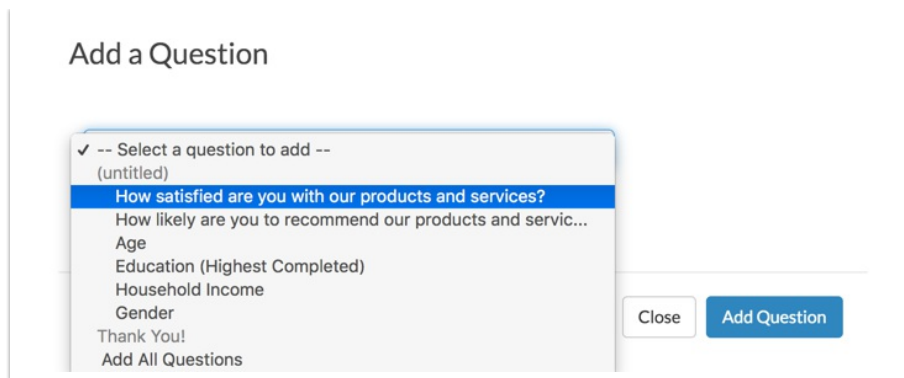 Add a Question
✓ -- Select a question to add --
(untitled)
How satisfied are you with our products and services?
How likely are you to recommend our products and servic...
Age
Education (Highest Completed)
Household Income
Gender
Thank You!
Add All Questions
Close
Add Question